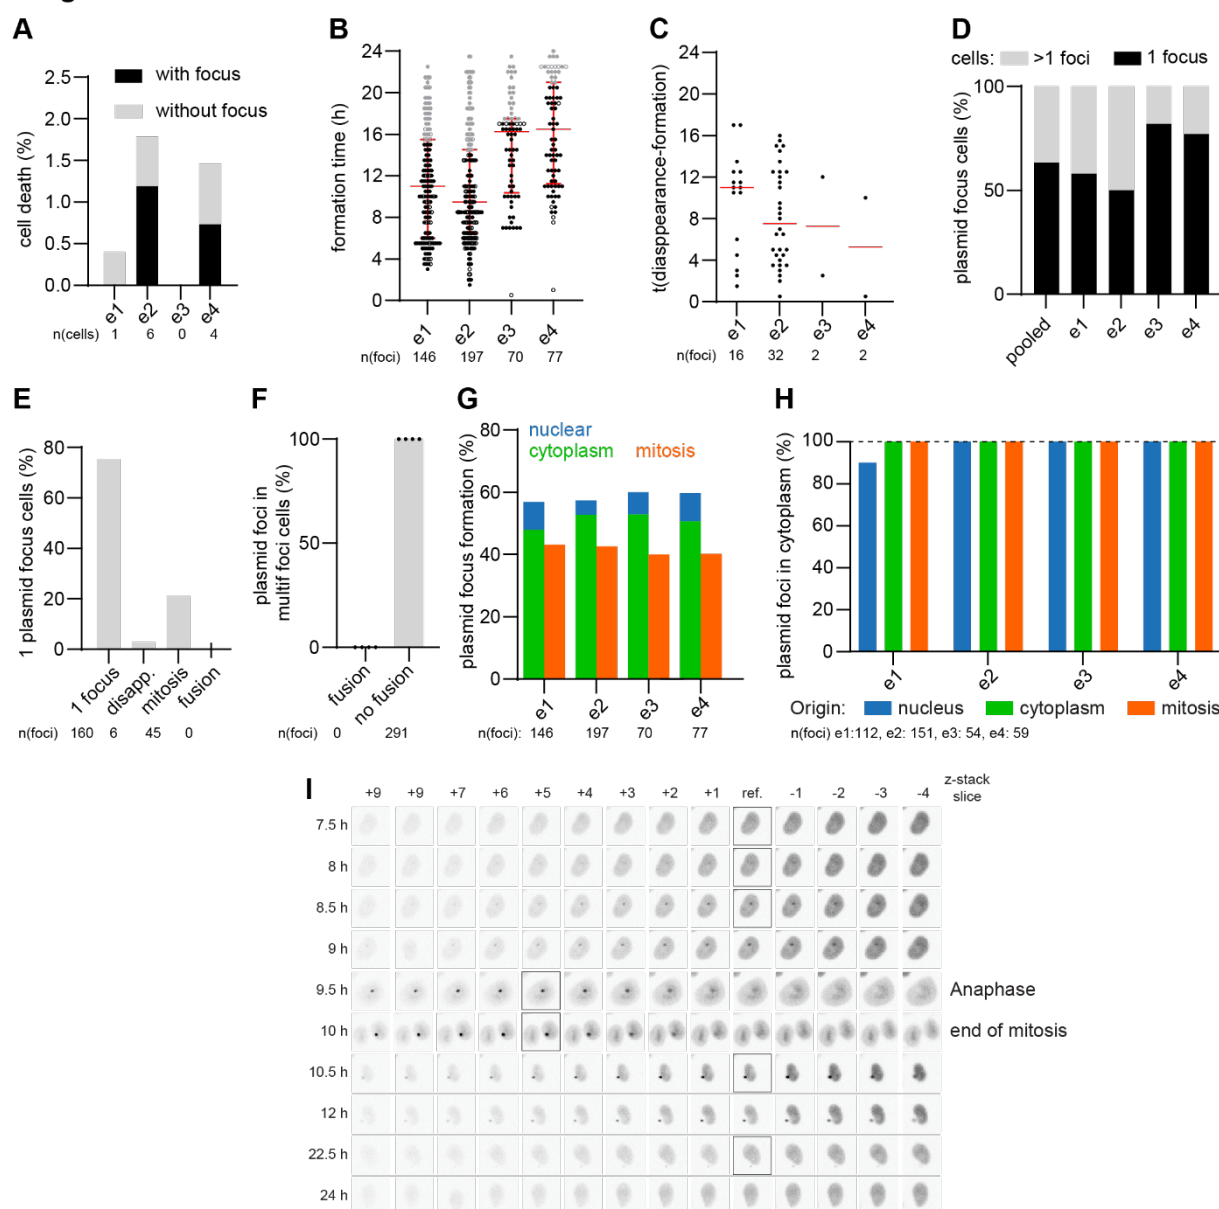 A
cell death (%)
2.5
2.0
1.5
1.0
0.5
0.0
with focus
without focus
e1 e2 e3 e4
n(cells) 1 6 0 4
B
formation time (h)
24
20
16
12
8
4
0
e1 e2 e3 e4
n(foci) 146 197 70 77
C
t(diasppearance-formation)
24
20
16
12
8
4
0
e1 e2 e3 e4
n(foci) 16 32 2 2
D
cells: >1 foci 1 focus
plasmid focus cells (%)
100
50
0
pooled e1 e2 e3 e4
E
1 plasmid focus cells (%)
80
60
40
20
0
1 focus disapp. mitosis fusion
n(foci) 160 6 45 0
F
plasmid foci in
multif foci cells (%)
100
50
0
fusion no fusion
n(foci) 0 291
G
plasmid focus formation (%)
80
60
40
20
0
nuclear
cytoplasm mitosis
e1 e2 e3 e4
n(foci): 146 197 70 77
H
plasmid foci in cytoplasm (%)
100
80
60
40
20
0
e1 e2 e3 e4
Origin: nucleus cytoplasm mitosis
n(foci) e1:112, e2: 151, e3: 54, e4: 59
I
+9 +9 +7 +6 +5 +4 +3 +2 +1 ref. -1 -2 -3 -4
z-stack
slice
7.5 h
8 h
8.5 h
9 h
9.5 h Anaphase
10 h end of mitosis
10.5 h
12 h
22.5 h
24 h